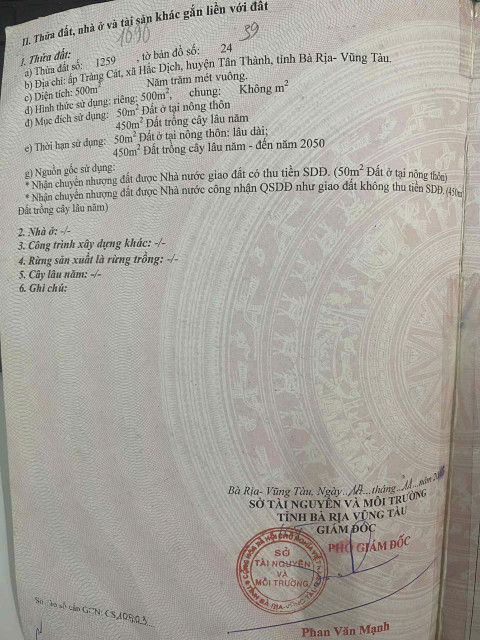 II. Thửa đất, nhà ở và tài sản khác gắn liền với đất
1690 39
1. Thửa đất:
a) Thửa đất số: 1259 , tờ bản đồ số: 24
b) Địa chỉ: ấp Trảng Cát, xã Hắc Dịch, huyện Tân Thành, tỉnh Bà Rịa- Vũng Tàu.
c) Diện tích: 500m² Năm trăm mét vuông.
d) Hình thức sử dụng: riêng: 500m², chung: Không m²
đ) Mục đích sử dụng: 50m² Đất ở tại nông thôn
450m² Đất trồng cây lâu năm
e) Thời hạn sử dụng: 50m² Đất ở tại nông thôn: lâu dài;
450m² Đất trồng cây lâu năm - đến năm 2050
g) Nguồn gốc sử dụng:
* Nhận chuyển nhượng đất được Nhà nước giao đất có thu tiền SDĐ. (50m² Đất ở tại nông thôn)
* Nhận chuyển nhượng đất được Nhà nước công nhận QSDĐ như giao đất không thu tiền SDĐ. (450m²
Đất trồng cây lâu năm)
2. Nhà ở: -/-
3. Công trình xây dựng khác: -/-
4. Rừng sản xuất là rừng trồng: -/-
5. Cây lâu năm: -/-
6. Ghi chú:
Bà Rịa- Vũng Tàu, Ngày tháng năm
SỞ TÀI NGUYÊN VÀ MÔI TRƯỜNG
TỈNH BÀ RỊA VŨNG TÀU
GIÁM ĐỐC
PHÓ GIÁM ĐỐC
SỞ
TÀI NGUYÊN
VÀ
MÔI TRƯỜNG
Phan Văn Mạnh